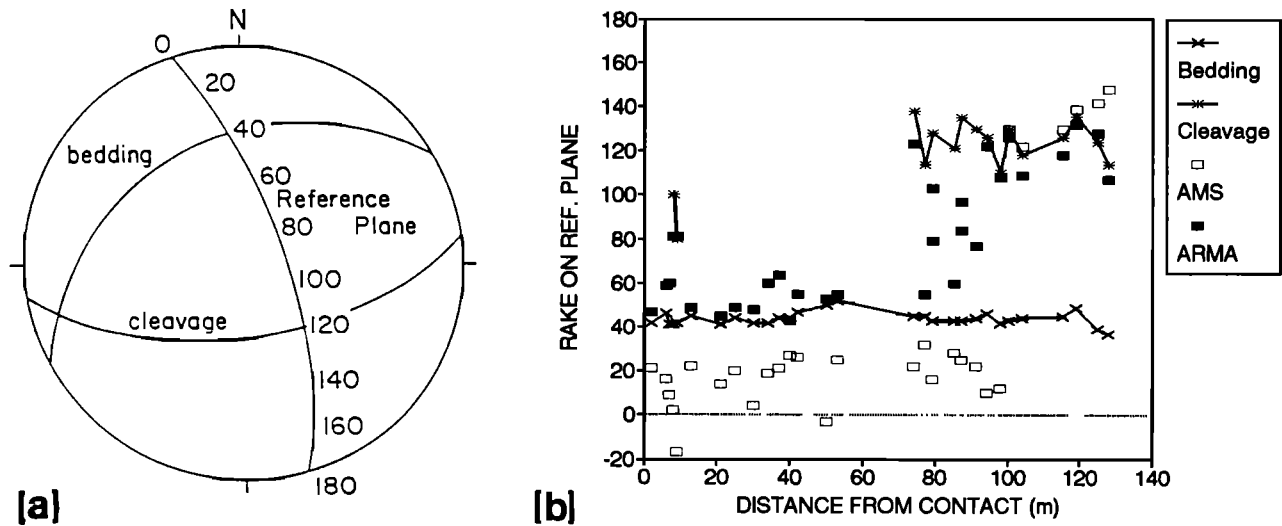 N
0
20
40
bedding
60
Reference
80
Plane
100
cleavage
120
140
160
180
[a]
180
160
140
120
100
80
60
40
20
0
-20
RAKE ON REF. PLANE
0 20 40 60 80 100 120 140
DISTANCE FROM CONTACT (m)
[b]
Bedding
Cleavage
AMS
ARMA